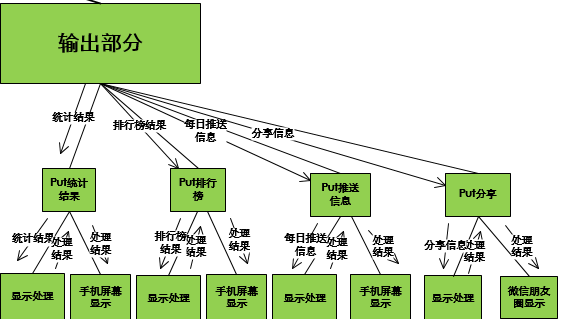 输出部分
统计结果
排行榜结果
每日推送
信息
分享信息
Put统计
结果
Put排行
榜
Put推送
信息
Put分享
统计结果
处理
结果
处理
结果
排行榜
结果
处理
结果
处理
结果
每日推送
信息
处理
结果
处理
结果
分享信息
处理
结果
处理
结果
显示处理
手机屏幕
显示
显示处理
手机屏幕
显示
显示处理
手机屏幕
显示
显示处理
微信朋友
圈显示